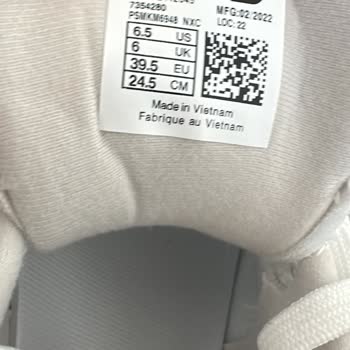 7354280
PSMKM6948 NXC
MFG:02/2022
LOC:22
6.5 US
6 UK
39.5 EU
24.5 CM
Made in Vietnam
Fabrique au Vietnam